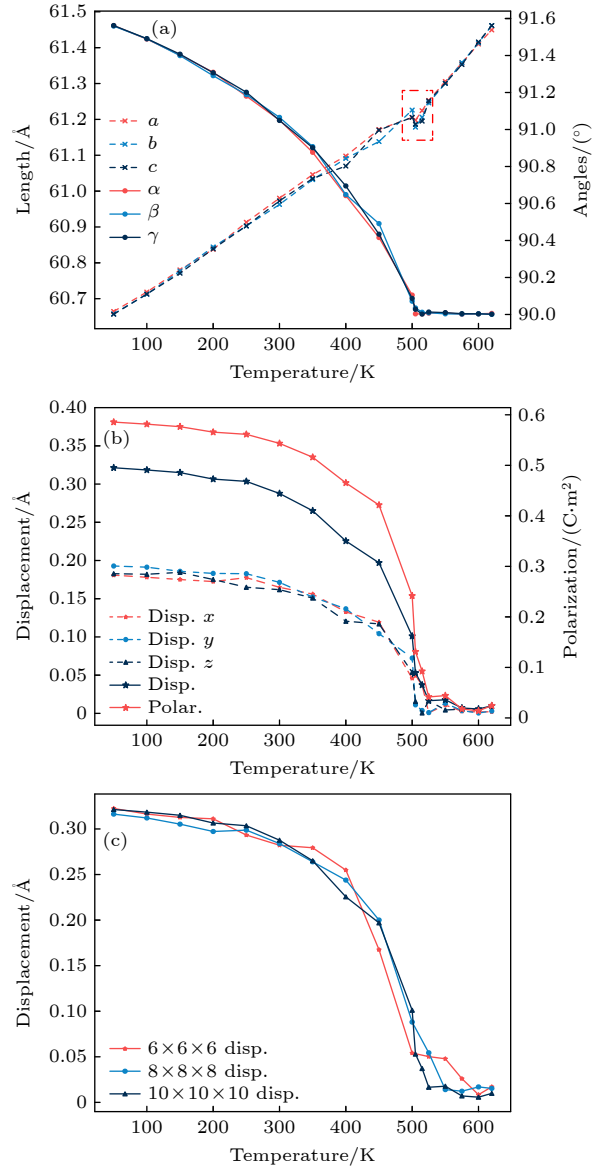 (a)
61.5
61.4
61.3
61.2
61.1
61.0
60.9
60.8
60.7
Length/Å
91.6
91.4
91.2
91.0
90.8
90.6
90.4
90.2
90.0
Angles/(°)
a
b
c
α
β
γ
100 200 300 400 500 600
Temperature/K
(b)
0.40
0.35
0.30
0.25
0.20
0.15
0.10
0.05
0
Displacement/Å
0.6
0.5
0.4
0.3
0.2
0.1
0
Polarization/(C·m²)
Disp. x
Disp. y
Disp. z
Disp.
Polar.
100 200 300 400 500 600
Temperature/K
(c)
0.30
0.25
0.20
0.15
0.10
0.05
0
Displacement/Å
6×6×6 disp.
8×8×8 disp.
10×10×10 disp.
100 200 300 400 500 600
Temperature/K